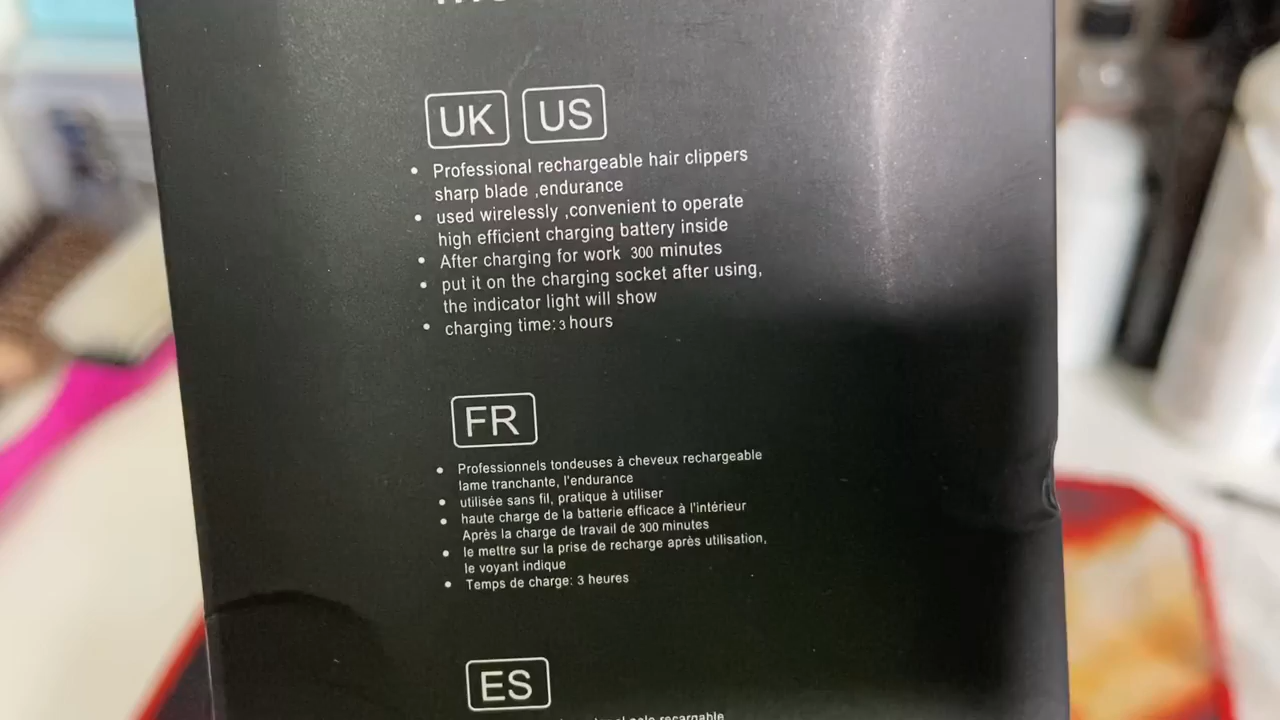 UK US
• Professional rechargeable hair clippers
sharp blade ,endurance
• used wirelessly ,convenient to operate
high efficient charging battery inside
• After charging for work 300 minutes
• put it on the charging socket after using,
the indicator light will show
• charging time: 3 hours
FR
• Professionnels tondeuses à cheveux rechargeable
lame tranchante, l'endurance
• utilisée sans fil, pratique à utiliser
• haute charge de la batterie efficace à l'intérieur
Après la charge de travail de 300 minutes
• le mettre sur la prise de recharge après utilisation,
le voyant indique
• Temps de charge: 3 heures
ES
recargable